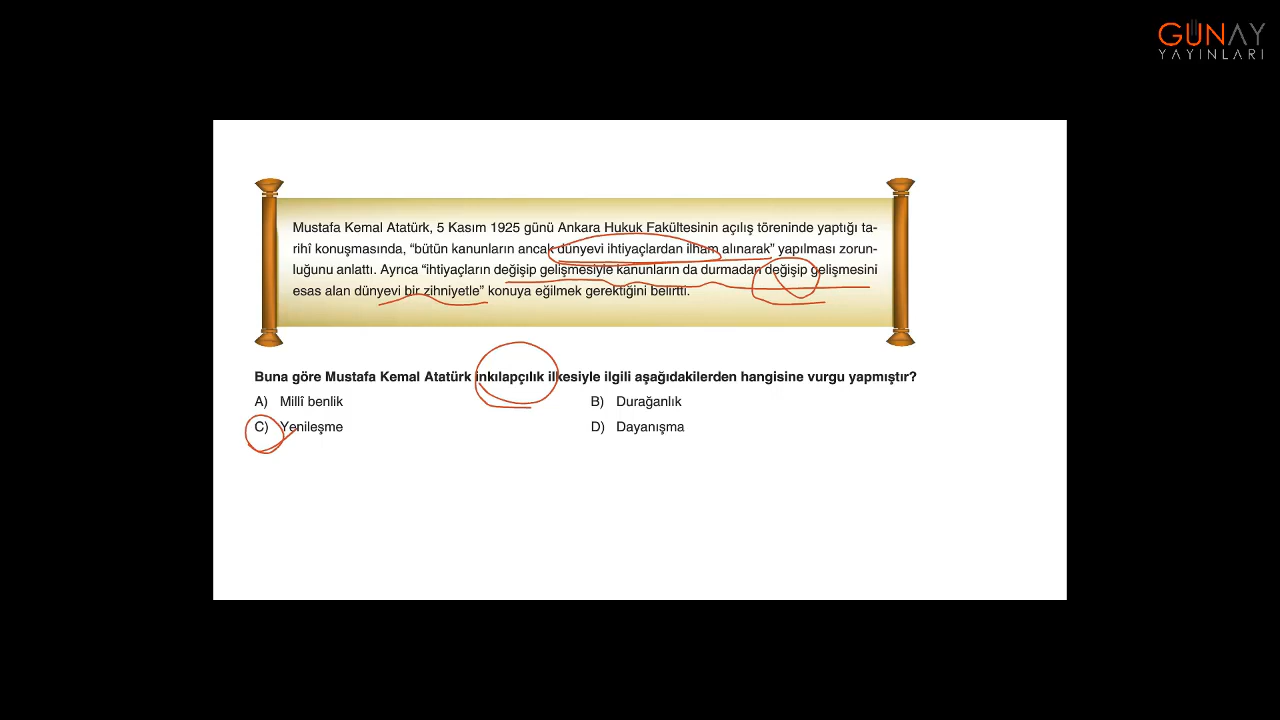 GÜNAY
YAYINLARI
Mustafa Kemal Atatürk, 5 Kasım 1925 günü Ankara Hukuk Fakültesinin açılış töreninde yaptığı ta-
rihî konuşmasında, “bütün kanunların ancak dünyevi ihtiyaçlardan ilham alınarak” yapılması zorun-
luluğunu anlattı. Ayrıca “ihtiyaçların değişip gelişmesiyle kanunların da durmadan değişip gelişmesini
esas alan dünyevi bir zihniyetle” konuya eğilmek gerektiğini belirtti.
Buna göre Mustafa Kemal Atatürk inkılapçılık ilkesiyle ilgili aşağıdakilerden hangisine vurgu yapmıştır?
A) Millî benlik
B) Durağanlık
C) Yenileşme
D) Dayanışma